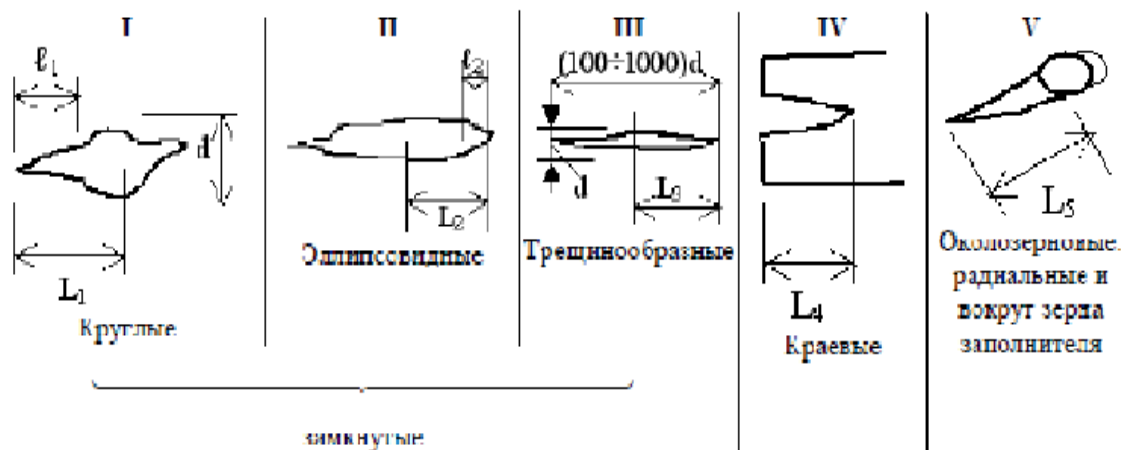 I
II
III
IV
V
ℓ₁
ℓ₂
(100÷1000)d
d
d
L₁
L₂
L₃
L₄
L₅
Круглые
Эллипсовидные
Трещинообразные
Краевые
Околозерновые:
радиальные и
вокруг зерна
заполнителя
замкнутые